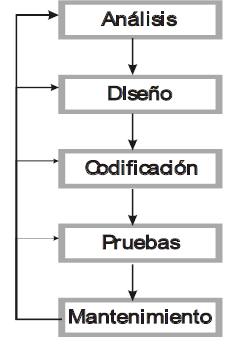 Análisis
Diseño
Codificación
Pruebas
Mantenimiento